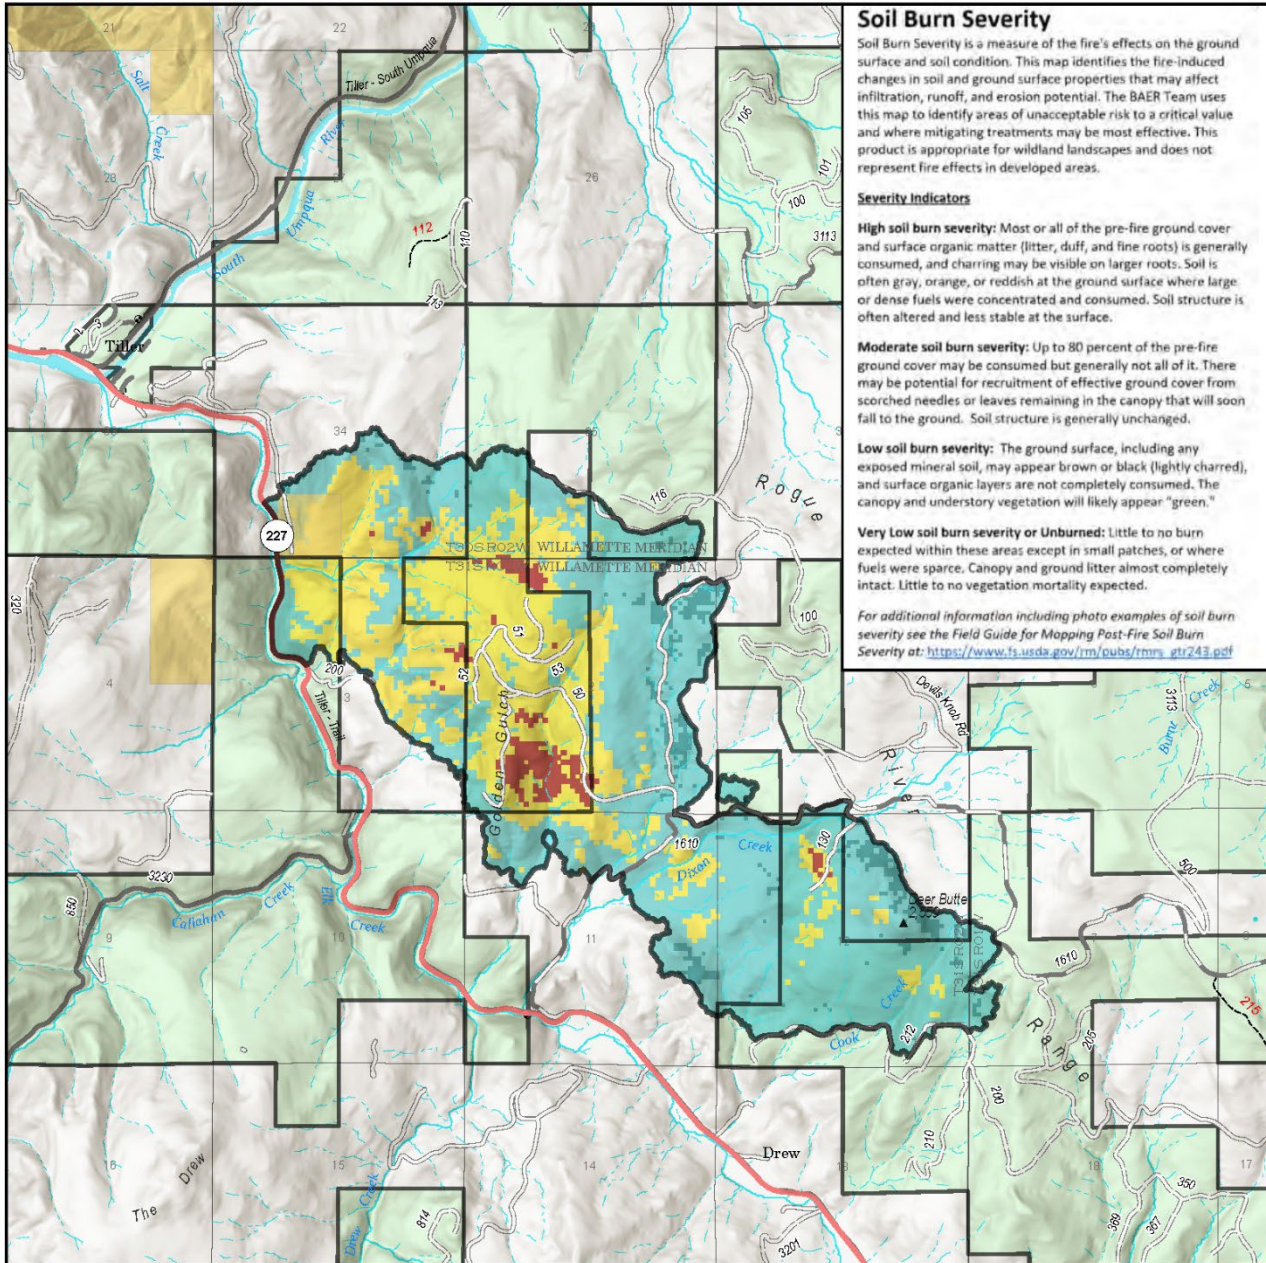 Soil Burn Severity
Soil Burn Severity is a measure of the fire's effects on the ground
surface and soil condition. This map identifies the fire-induced
changes in soil and ground surface properties that may affect
infiltration, runoff, and erosion potential. The BAER Team uses
this map to identify areas of unacceptable risk to a critical value
and where mitigating treatments may be most effective. This
product is appropriate for wildland landscapes and does not
represent fire effects in developed areas.
Severity Indicators
High soil burn severity: Most or all of the pre-fire ground cover
and surface organic matter (litter, duff, and fine roots) is generally
consumed, and charring may be visible on larger roots. Soil is
often gray, orange, or reddish at the ground surface where large
or dense fuels were concentrated and consumed. Soil structure is
often altered and less stable at the surface.
Moderate soil burn severity: Up to 80 percent of the pre-fire
ground cover may be consumed but generally not all of it. There
may be potential for recruitment of effective ground cover from
scorched needles or leaves remaining in the canopy that will soon
fall to the ground. Soil structure is generally unchanged.
Low soil burn severity: The ground surface, including any
exposed mineral soil, may appear brown or black (lightly charred),
and surface organic layers are not completely consumed. The
canopy and understory vegetation will likely appear "green."
Very Low soil burn severity or Unburned: Little to no burn
expected within these areas except in small patches, or where
fuels were sparce. Canopy and ground litter almost completely
intact. Little to no vegetation mortality expected.
For additional information including photo examples of soil burn
severity see the Field Guide for Mapping Post-Fire Soil Burn
Severity at: https://www.fs.usda.gov/rm/pubs/rmrs_gtr243.pdf
21
22
Salt
Creek
Tiller - South Umpqua
River
Umpqua
South
28
26
105
101
100
3113
112
110
113
2
3
Tiller
34
116
Rogue
227
T30S-R02W WILLAMETTE MERIDIAN
WILLAMETTE MERIDIAN
320
100
51
52
53
50
200
4
3
Tiller - Trail
Golden Gulch
Devils Knob Rd
River
3113
Burnt Creek
5
1610
Dixon
Creek
130
Deer Butte
3230
Callahan
Creek
Elk
Creek
850
9
10
11
500
1610
215
Creek
Cook
212
Range
205
200
210
The
Drew
15
14
Drew
13
18
17
350
369
367
Drew Creek
814
3201